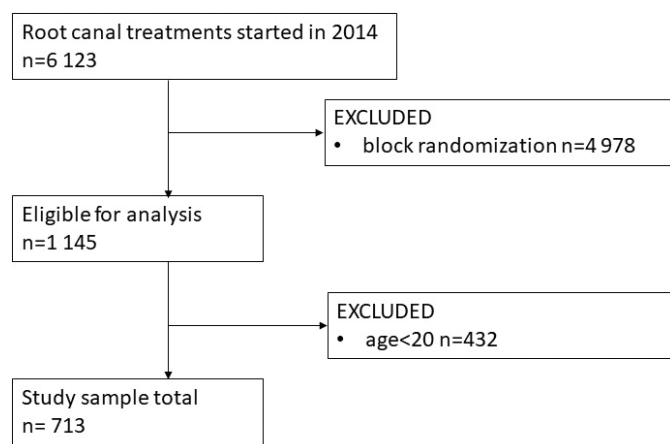 Root canal treatments started in 2014
n=6 123
EXCLUDED
• block randomization n=4 978
Eligible for analysis
n=1 145
EXCLUDED
• age<20 n=432
Study sample total
n= 713